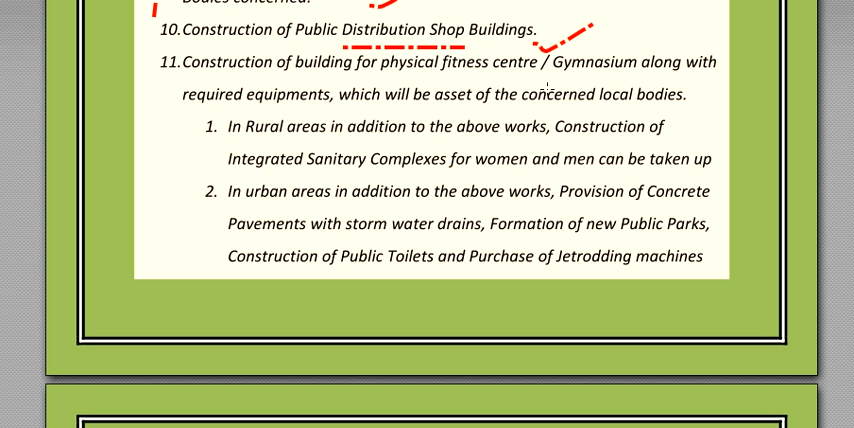 Bodies concerned.
10.Construction of Public Distribution Shop Buildings.
11.Construction of building for physical fitness centre / Gymnasium along with
required equipments, which will be asset of the concerned local bodies.
1. In Rural areas in addition to the above works, Construction of
Integrated Sanitary Complexes for women and men can be taken up
2. In urban areas in addition to the above works, Provision of Concrete
Pavements with storm water drains, Formation of new Public Parks,
Construction of Public Toilets and Purchase of Jetrodding machines